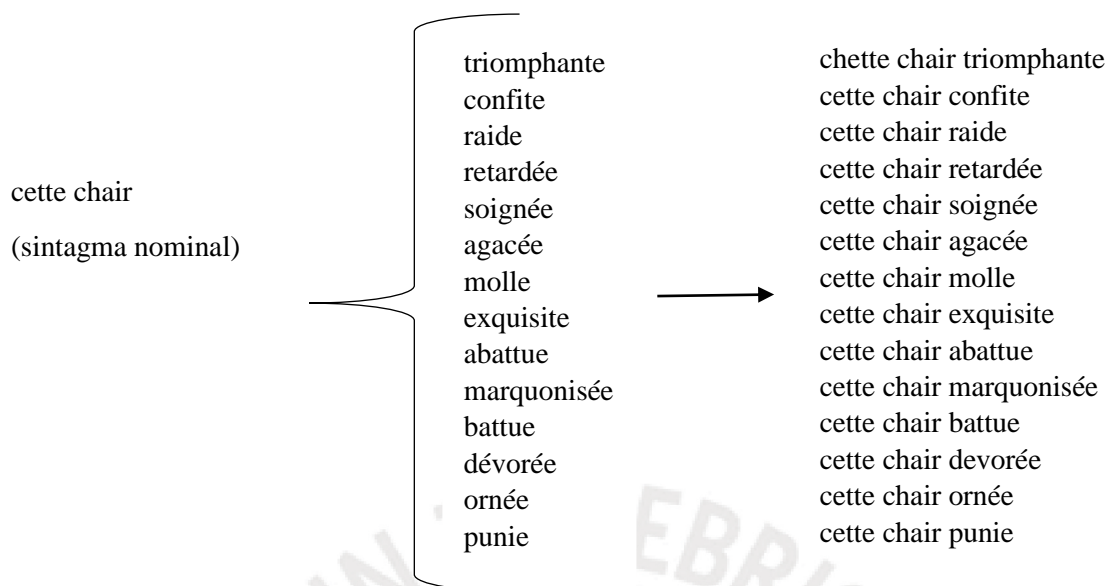 cette chair
(sintagma nominal)
triomphante
confite
raide
retardée
soignée
agacée
molle
exquisite
abattue
marquonisée
battue
dévorée
ornée
punie
chette chair triomphante
cette chair confite
cette chair raide
cette chair retardée
cette chair soignée
cette chair agacée
cette chair molle
cette chair exquisite
cette chair abattue
cette chair marquonisée
cette chair battue
cette chair devorée
cette chair ornée
cette chair punie